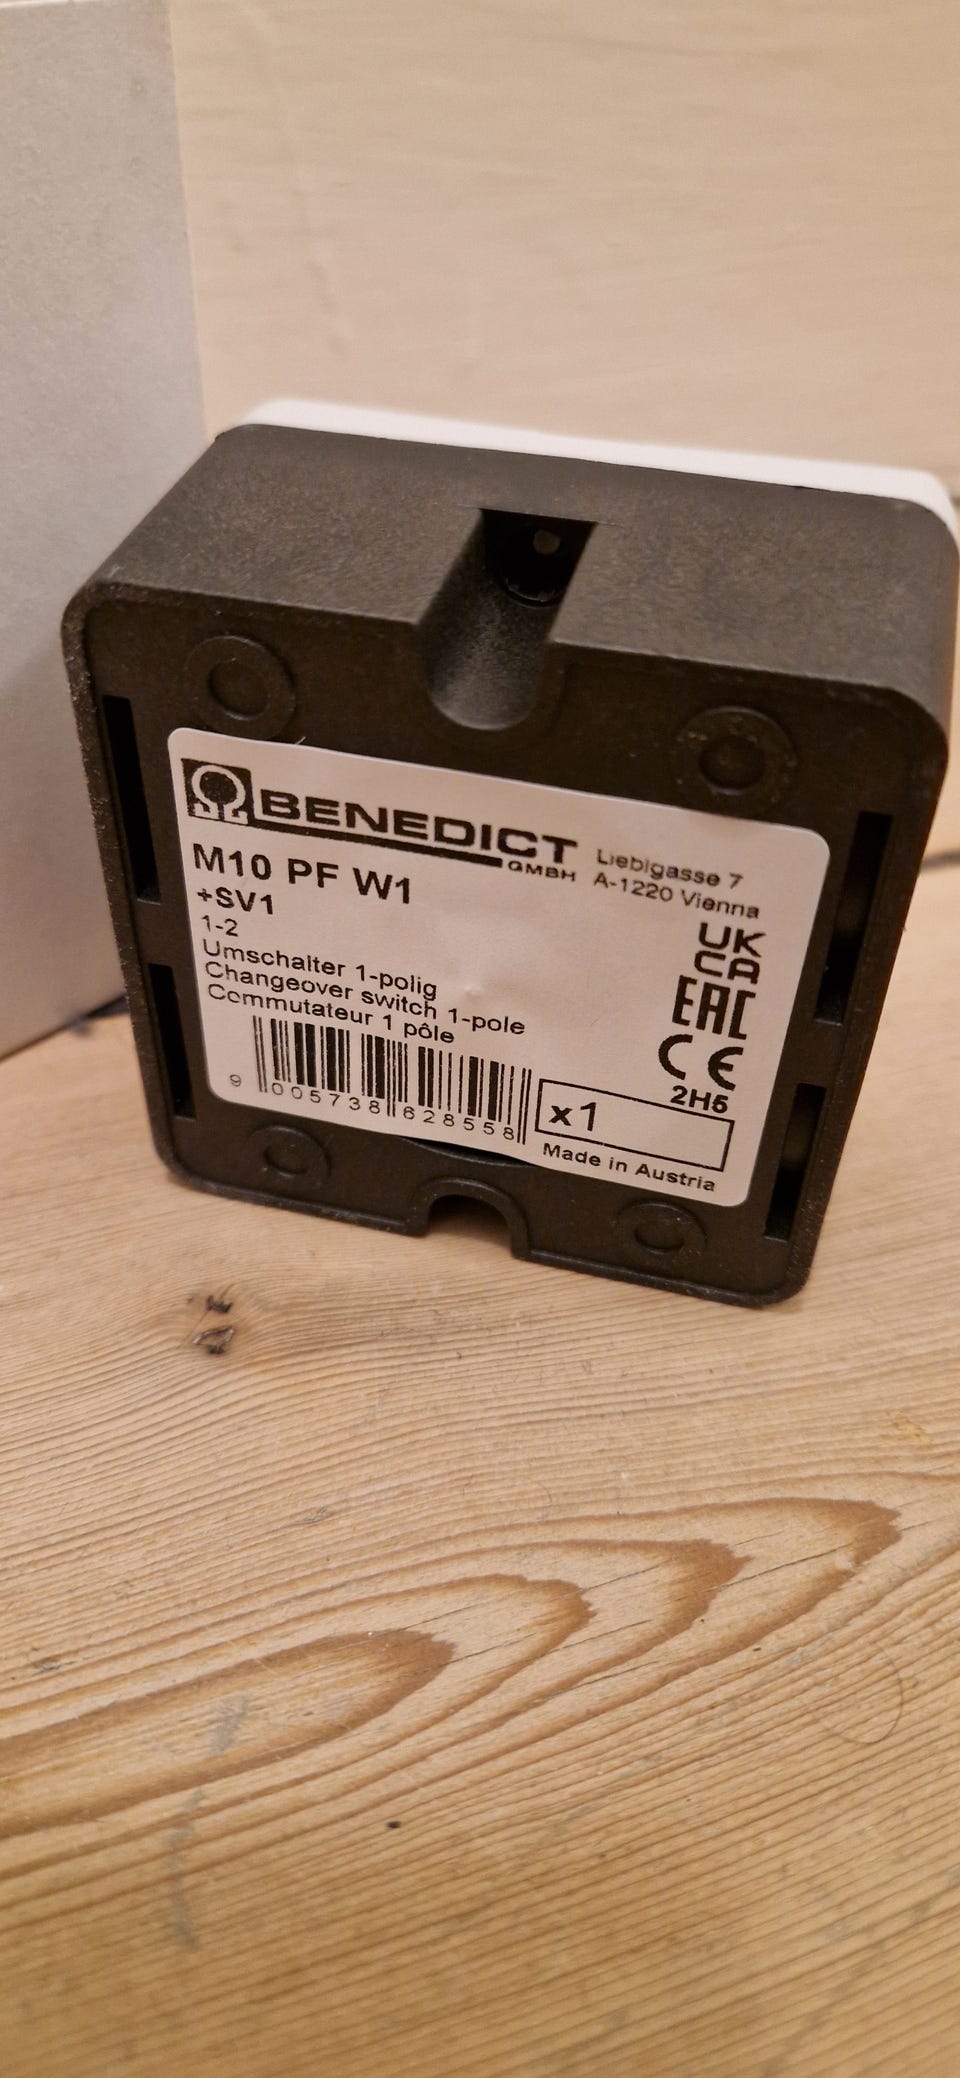 BENEDICT
GMBH
Liebigasse 7
A-1220 Vienna
M10 PF W1
+SV1
1-2
Umschalter 1-polig
Changeover switch 1-pole
Commutateur 1 pôle
UK
CA
EAC
CE
2H5
9 005738 628558
x1
Made in Austria